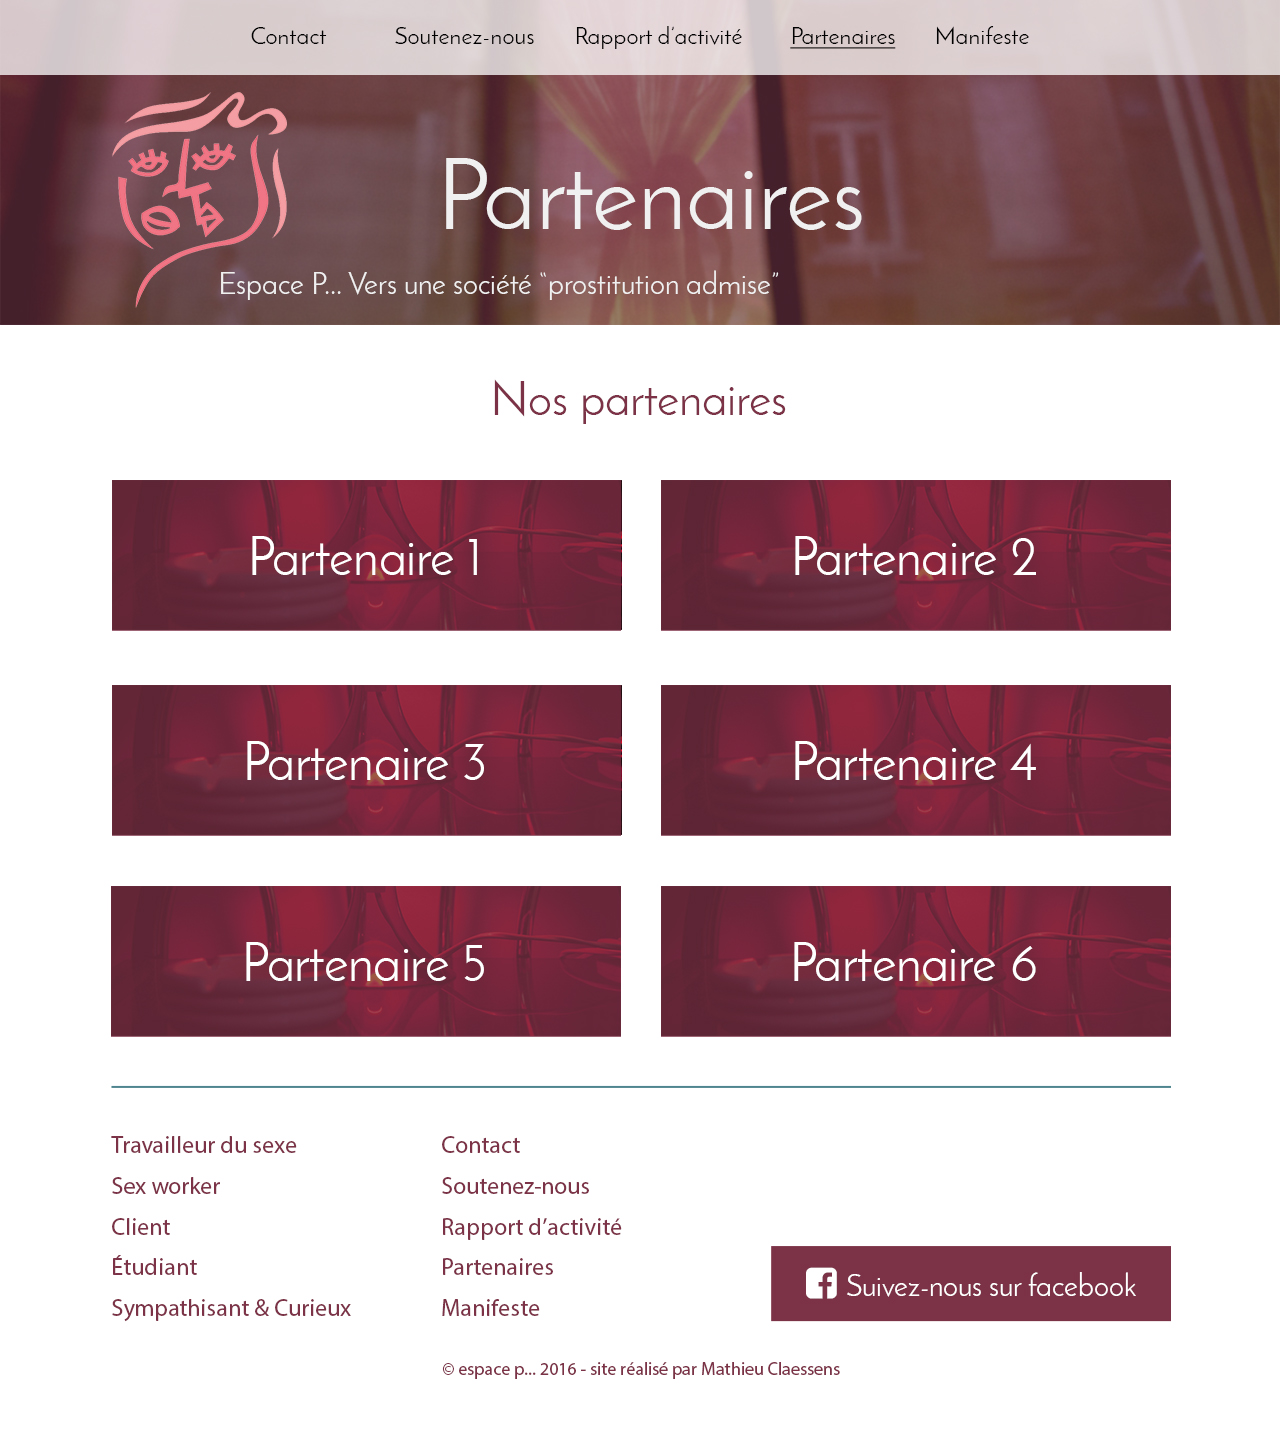 Contact Soutenez-nous Rapport d’activité Partenaires Manifeste
Partenaires
Espace P... Vers une société “prostitution admise”
Nos partenaires
Partenaire 1
Partenaire 2
Partenaire 3
Partenaire 4
Partenaire 5
Partenaire 6
Travailleur du sexe
Sex worker
Client
Étudiant
Sympathisant & Curieux
Contact
Soutenez-nous
Rapport d’activité
Partenaires
Manifeste
Suivez-nous sur facebook
© espace p... 2016 - site réalisé par Mathieu Claessens